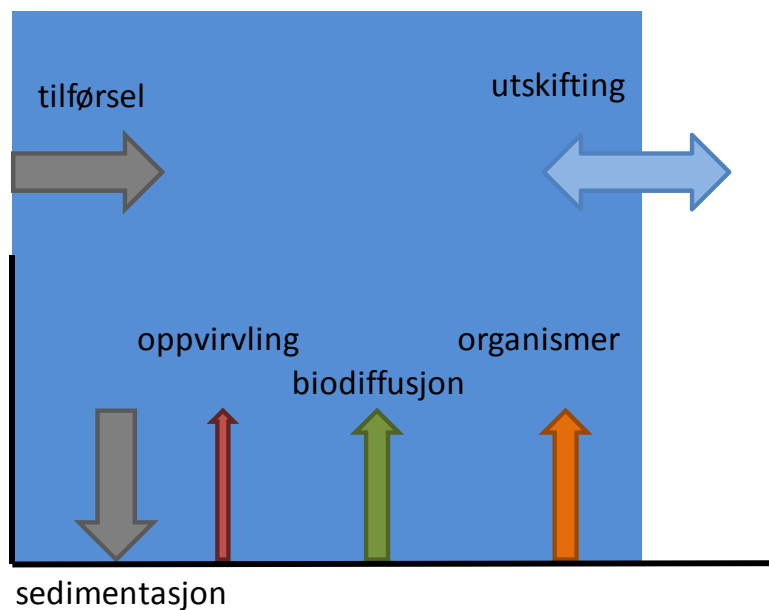 tilførsel
utskifting
oppvirvling
organismer
biodiffusjon
sedimentasjon